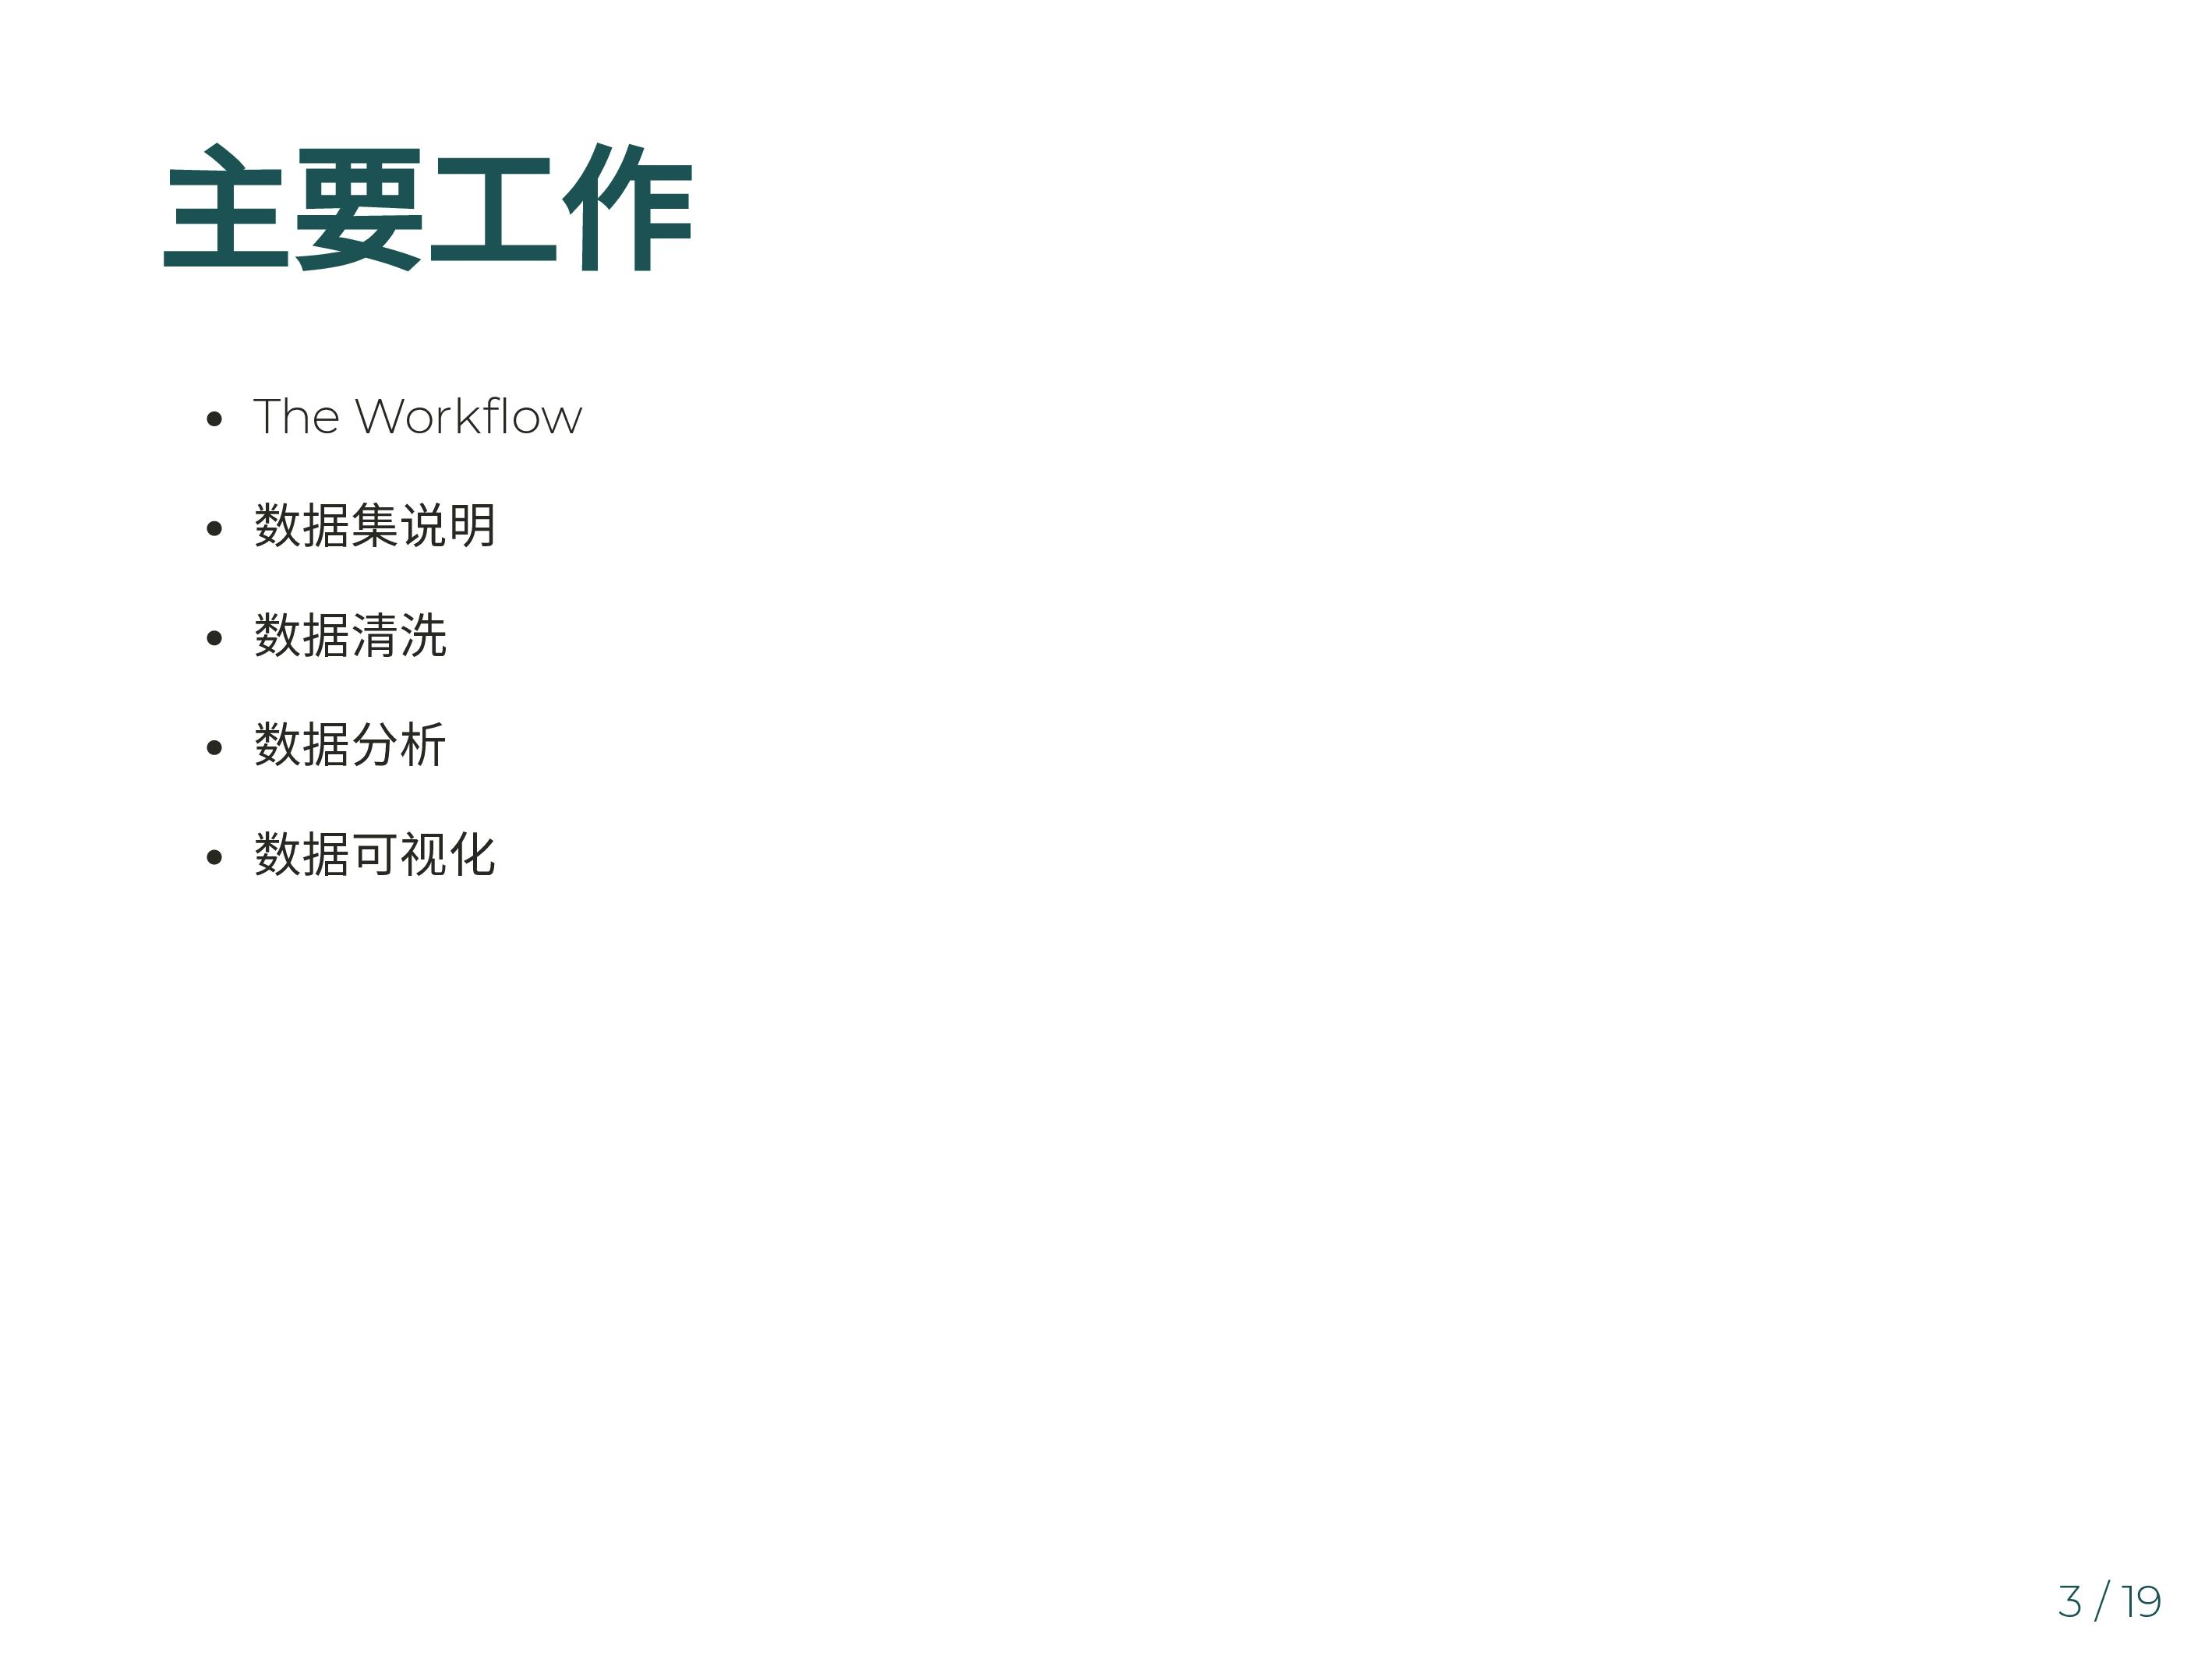 主要工作
• The Workflow
• 数据集说明
• 数据清洗
• 数据分析
• 数据可视化
3 / 19